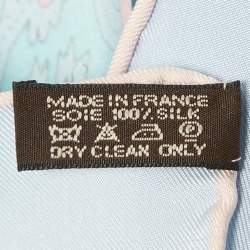 MADE IN FRANCE
SOIE 100% SILK
DRY CLEAN ONLY